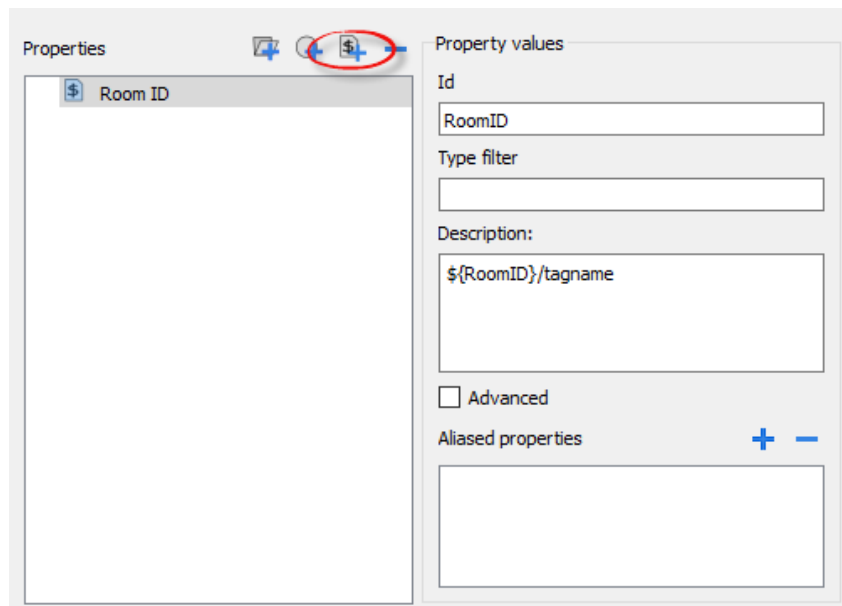 Properties
Room ID
Property values
Id
RoomID
Type filter
Description:
${RoomID}/tagname
Advanced
Aliased properties